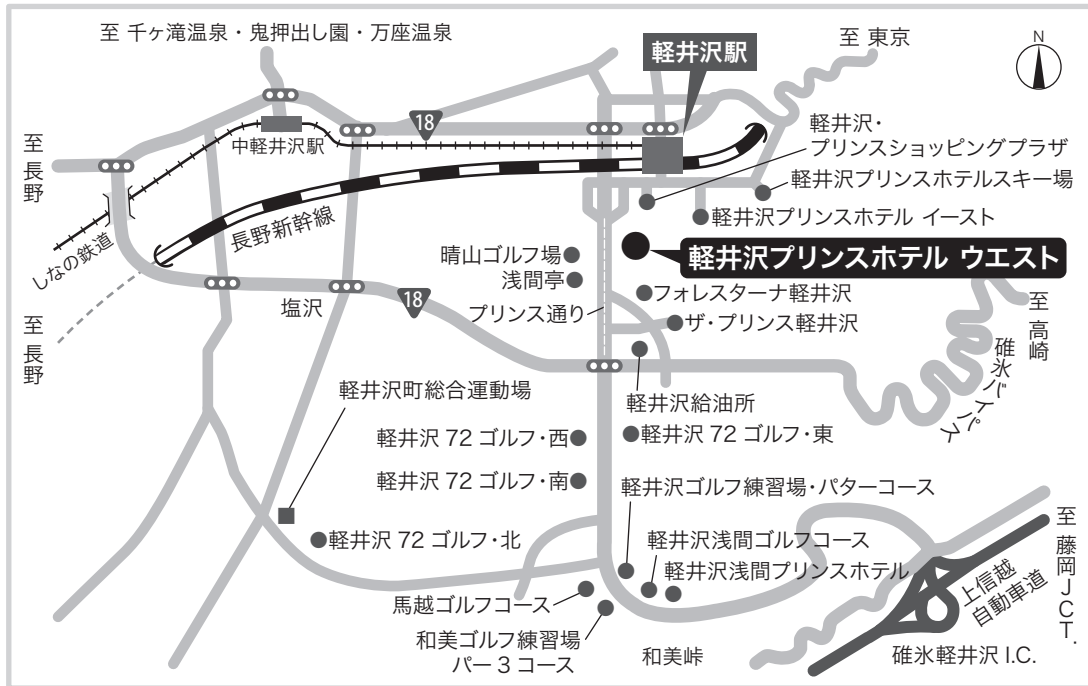 至 千ヶ滝温泉・鬼押出し園・万座温泉
軽井沢駅
至 東京
N
18
中軽井沢駅
至 長野
軽井沢・
プリンスショッピングプラザ
軽井沢プリンスホテルスキー場
軽井沢プリンスホテル イースト
長野新幹線
しなの鉄道
晴山ゴルフ場
浅間亭
軽井沢プリンスホテル ウエスト
フォレスターナ軽井沢
プリンス通り
ザ・プリンス軽井沢
塩沢
18
至 長野
至 高崎
碓氷バイパス
軽井沢町総合運動場
軽井沢給油所
軽井沢 72 ゴルフ・西
軽井沢 72 ゴルフ・東
軽井沢 72 ゴルフ・南
軽井沢ゴルフ練習場・パターコース
軽井沢 72 ゴルフ・北
軽井沢浅間ゴルフコース
軽井沢浅間プリンスホテル
馬越ゴルフコース
和美ゴルフ練習場
パー 3 コース
和美峠
上信越
自動車道
至 藤岡JCT.
碓氷軽井沢 I.C.